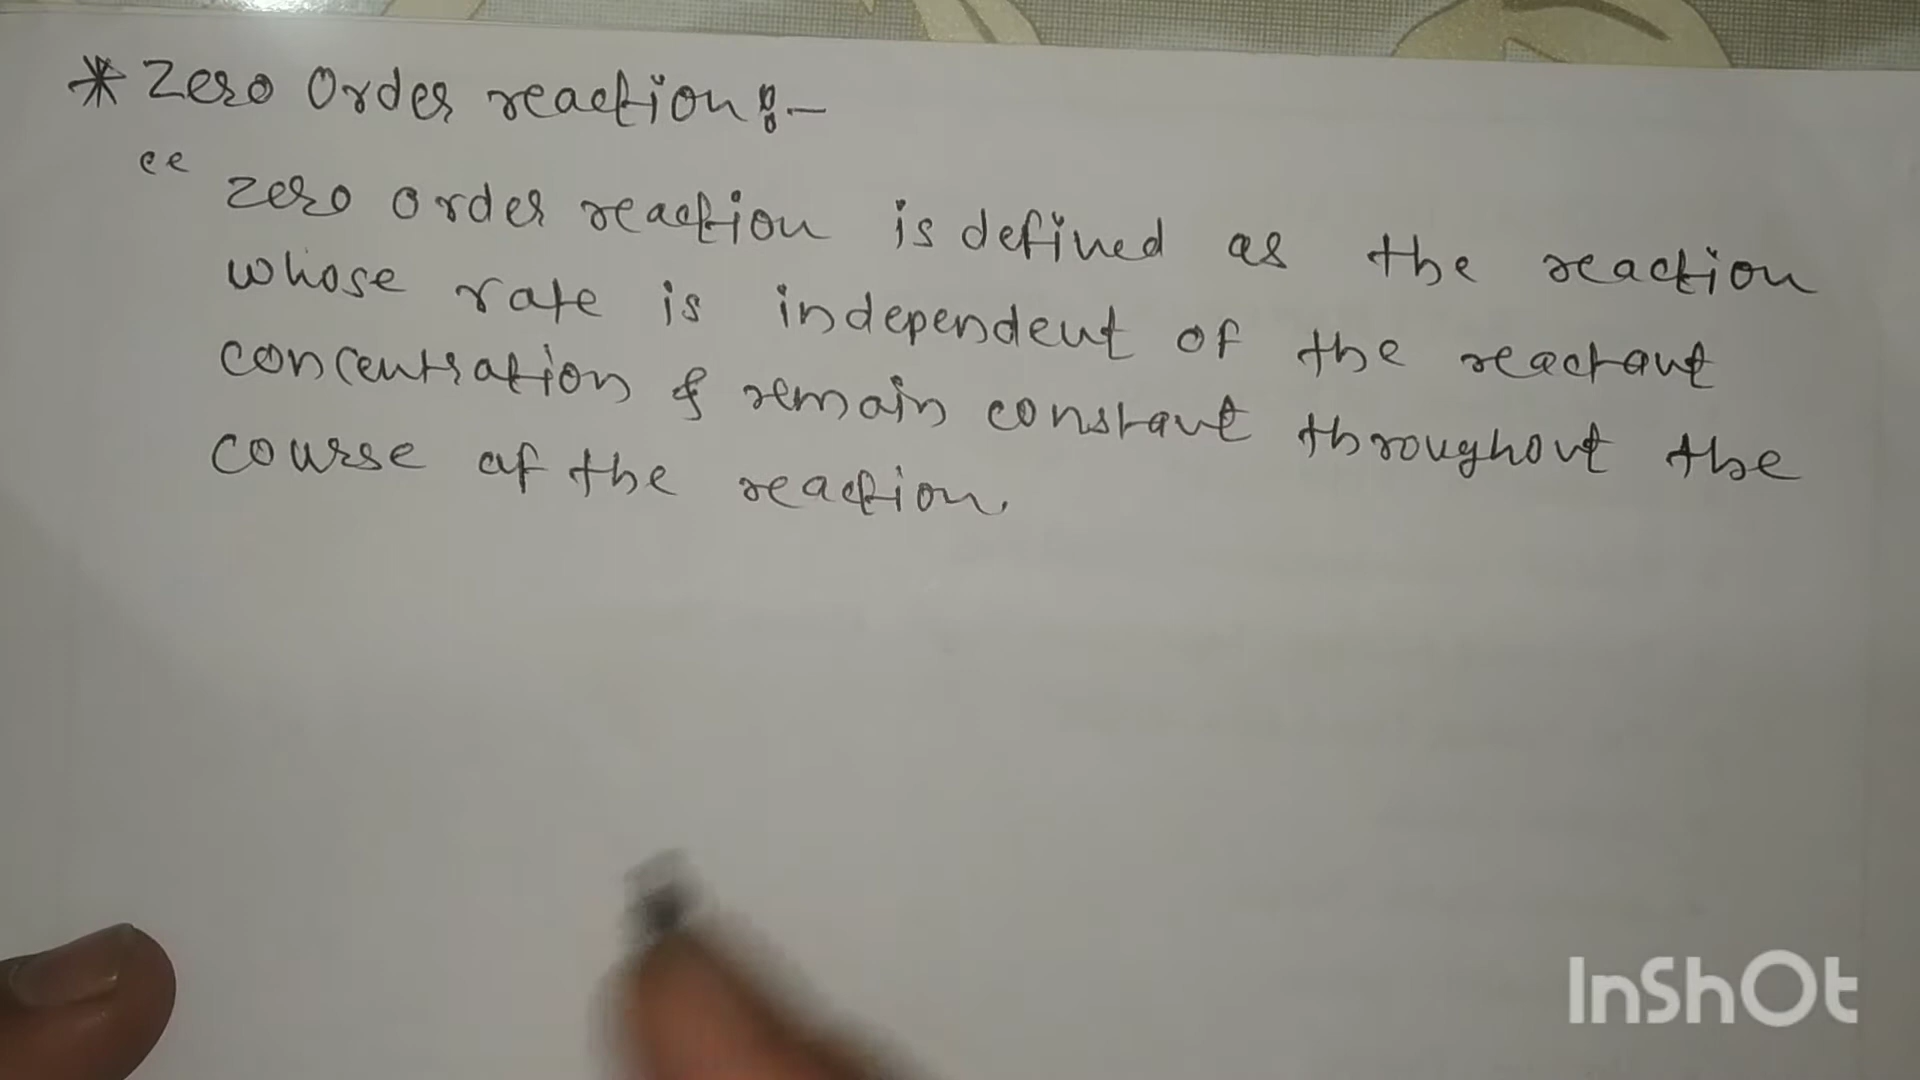 * Zero Order reaction :-
“ zero order reaction is defined as the reaction
whose rate is independent of the reactant
concentration & remain constant throughout the
course of the reaction.
InShOt